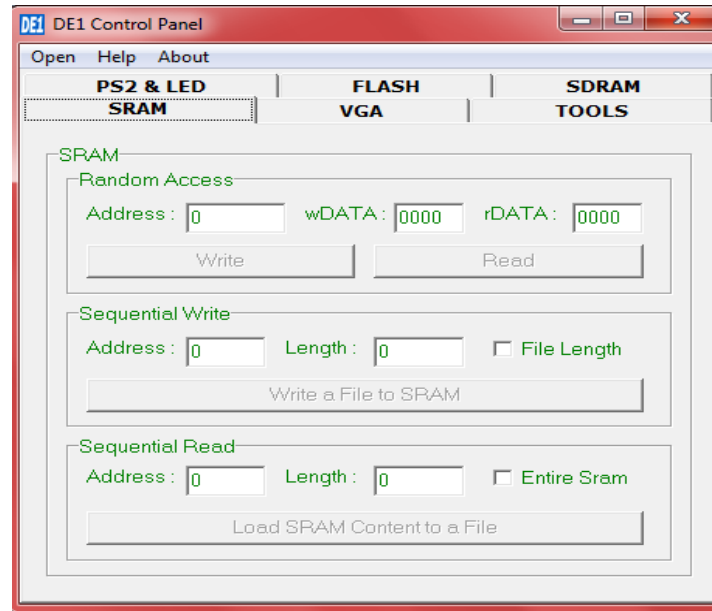 DE1 DE1 Control Panel
Open Help About
PS2 & LED FLASH SDRAM
SRAM VGA TOOLS
SRAM
Random Access
Address : 0 wDATA : 0000 rDATA : 0000
Write Read
Sequential Write
Address : 0 Length : 0 File Length
Write a File to SRAM
Sequential Read
Address : 0 Length : 0 Entire Sram
Load SRAM Content to a File